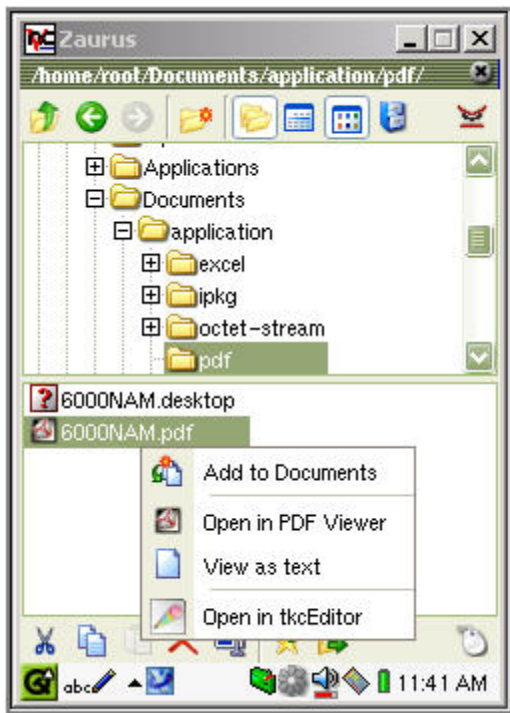 Zaurus
/home/root/Documents/application/pdf/
Applications
Documents
application
excel
ipkg
octet-stream
pdf
6000NAM.desktop
6000NAM.pdf
Add to Documents
Open in PDF Viewer
View as text
Open in tkcEditor
abc
11:41 AM